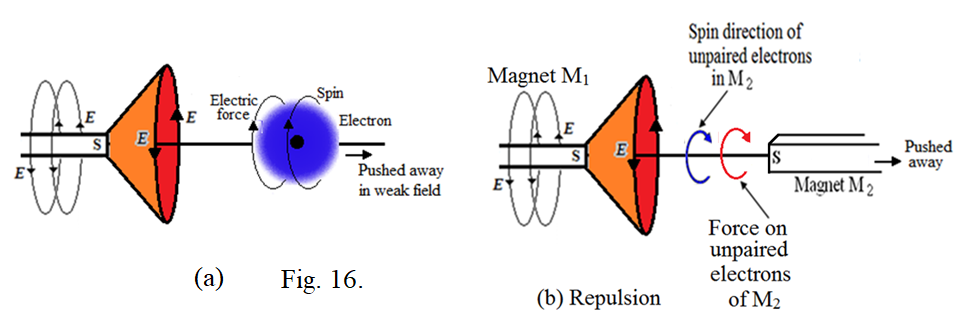 E
E
S
E
E
Electric
force
Spin
Electron
Pushed away
in weak field
(a)
Fig. 16.
Magnet M1
E
E
S
E
Spin direction of
unpaired electrons
in M2
S
Magnet M2
Pushed
away
Force on
unpaired
electrons
of M2
(b) Repulsion